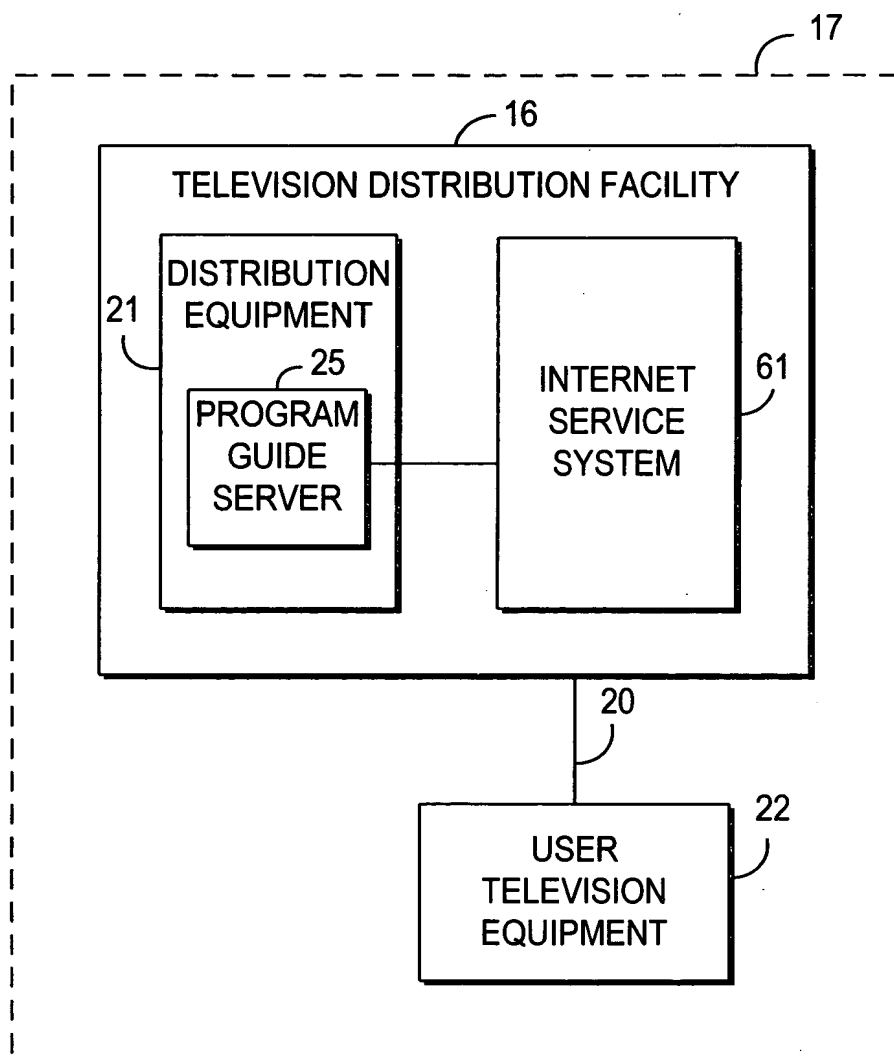 17
16
TELEVISION DISTRIBUTION FACILITY
DISTRIBUTION
EQUIPMENT
21
25
PROGRAM
GUIDE
SERVER
INTERNET
SERVICE
SYSTEM
61
20
22
USER
TELEVISION
EQUIPMENT